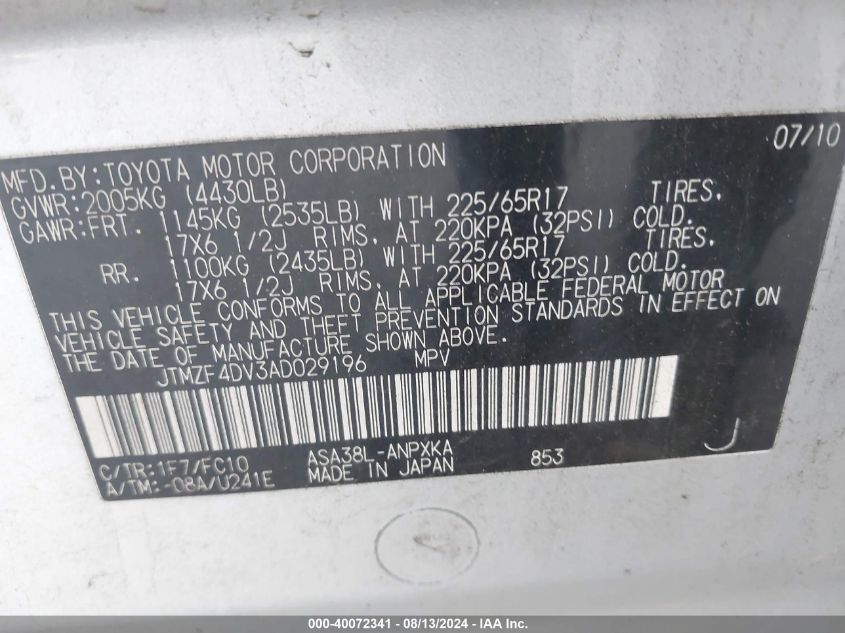 07/10
MFD.BY:TOYOTA MOTOR CORPORATION
GVWR:2005KG (4430LB)
GAWR:FRT. 1145KG (2535LB) WITH 225/65R17 TIRES,
17X6 1/2J RIMS, AT 220KPA (32PSI) COLD.
RR. 1100KG (2435LB) WITH 225/65R17 TIRES,
17X6 1/2J RIMS, AT 220KPA (32PSI) COLD.
THIS VEHICLE CONFORMS TO ALL APPLICABLE FEDERAL MOTOR
VEHICLE SAFETY AND THEFT PREVENTION STANDARDS IN EFFECT ON
THE DATE OF MANUFACTURE SHOWN ABOVE.
JTMZF4DV3AD029196 MPV
C/TR:1F7/FC10 ASA38L-ANPXKA 853
A/TM:-08A/U241E MADE IN JAPAN
J
000-40072341 - 08/13/2024 - IAA Inc.